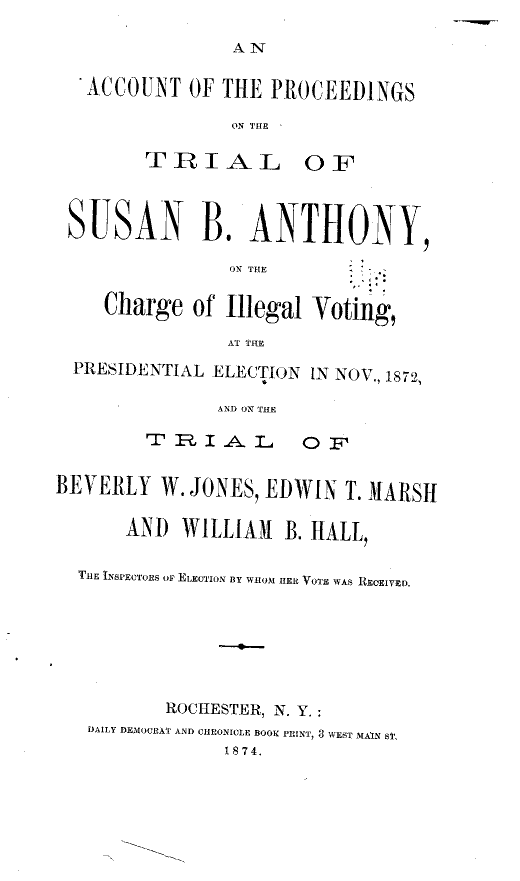 AN
ACCOUNT OF THE PROCEEDINGS
ON THE
TRIAL OF
SUSAN B. ANTHONY,
ON THE
Charge of Illegal Voting,
AT THE
PRESIDENTIAL ELECTION IN NOV., 1872,
AND ON THE
TRIAL OF
BEVERLY W. JONES, EDWIN T. MARSH
AND WILLIAM B. HALL,
THE INSPECTORS OF ELECTION BY WHOM HER VOTE WAS RECEIVED.
ROCHESTER, N. Y. :
DAILY DEMOCRAT AND CHRONICLE BOOK PRINT, 3 WEST MAIN ST.
1874.